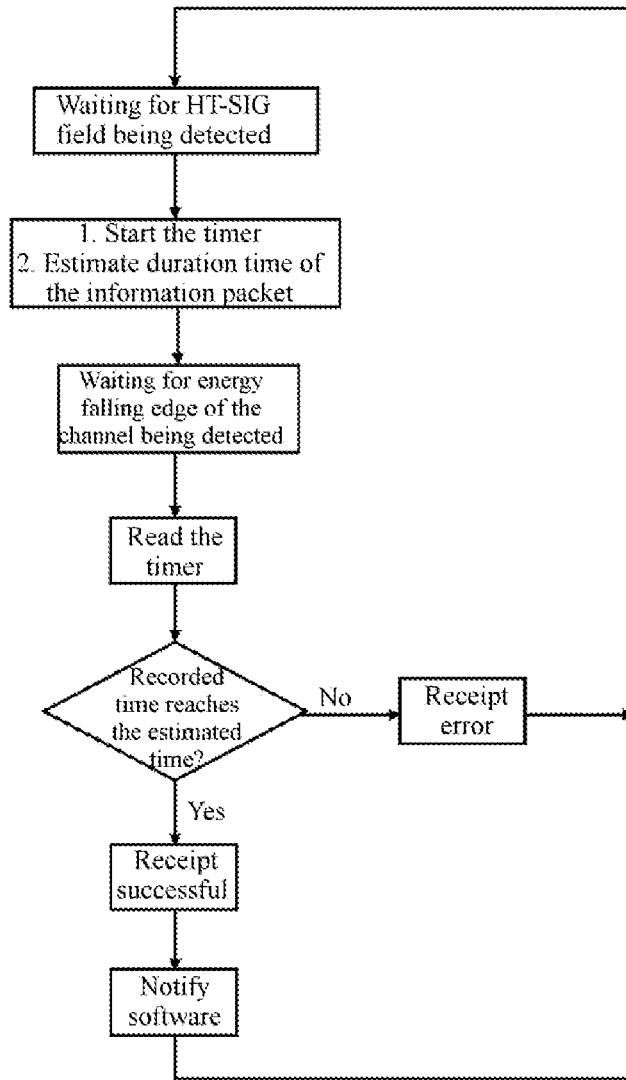 Waiting for HT-SIG
field being detected
1. Start the timer
2. Estimate duration time of
the information packet
Waiting for energy
falling edge of the
channel being detected
Read the
timer
Recorded
time reaches
the estimated
time?
No
Receipt
error
Yes
Receipt
successful
Notify
software